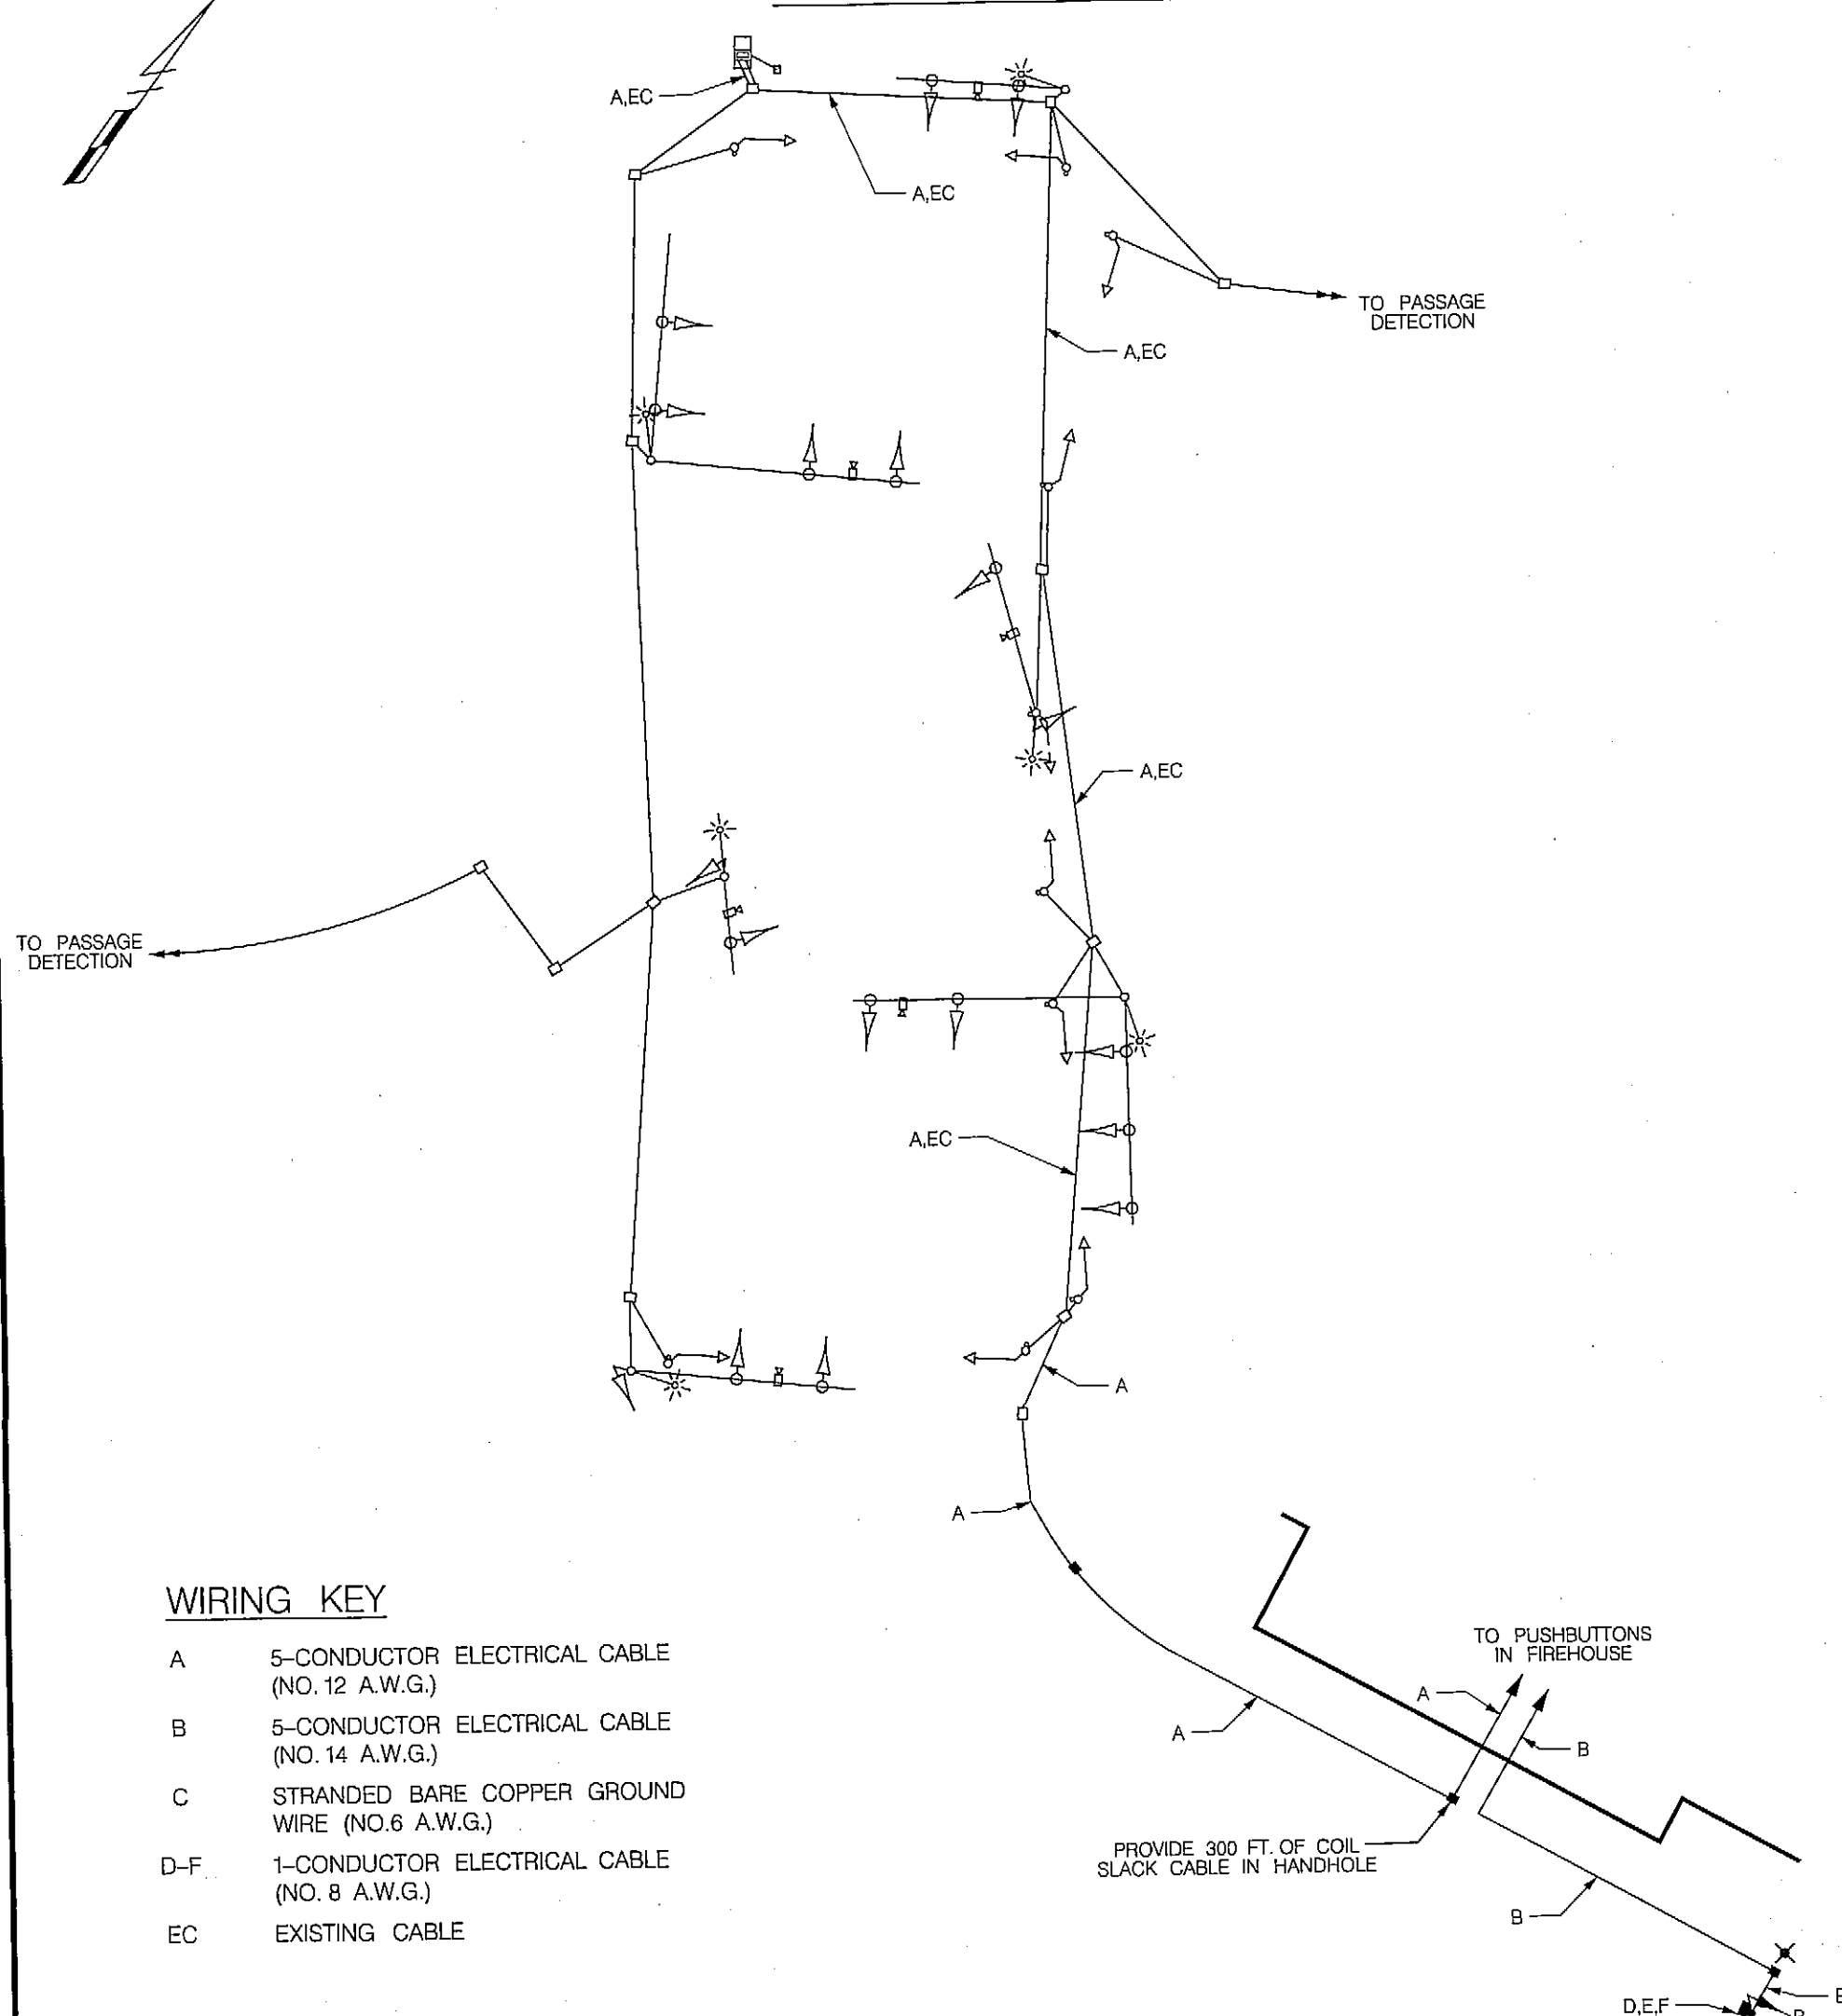 A,EC
A,EC
TO PASSAGE
DETECTION
A,EC
A,EC
TO PASSAGE
DETECTION
A,EC
A
A
WIRING KEY
A 5-CONDUCTOR ELECTRICAL CABLE
(NO. 12 A.W.G.)
B 5-CONDUCTOR ELECTRICAL CABLE
(NO. 14 A.W.G.)
C STRANDED BARE COPPER GROUND
WIRE (NO.6 A.W.G.)
D-F 1-CONDUCTOR ELECTRICAL CABLE
(NO. 8 A.W.G.)
EC EXISTING CABLE
TO PUSHBUTTONS
IN FIREHOUSE
A
A
B
PROVIDE 300 FT. OF COIL
SLACK CABLE IN HANDHOLE
B
D,E,F